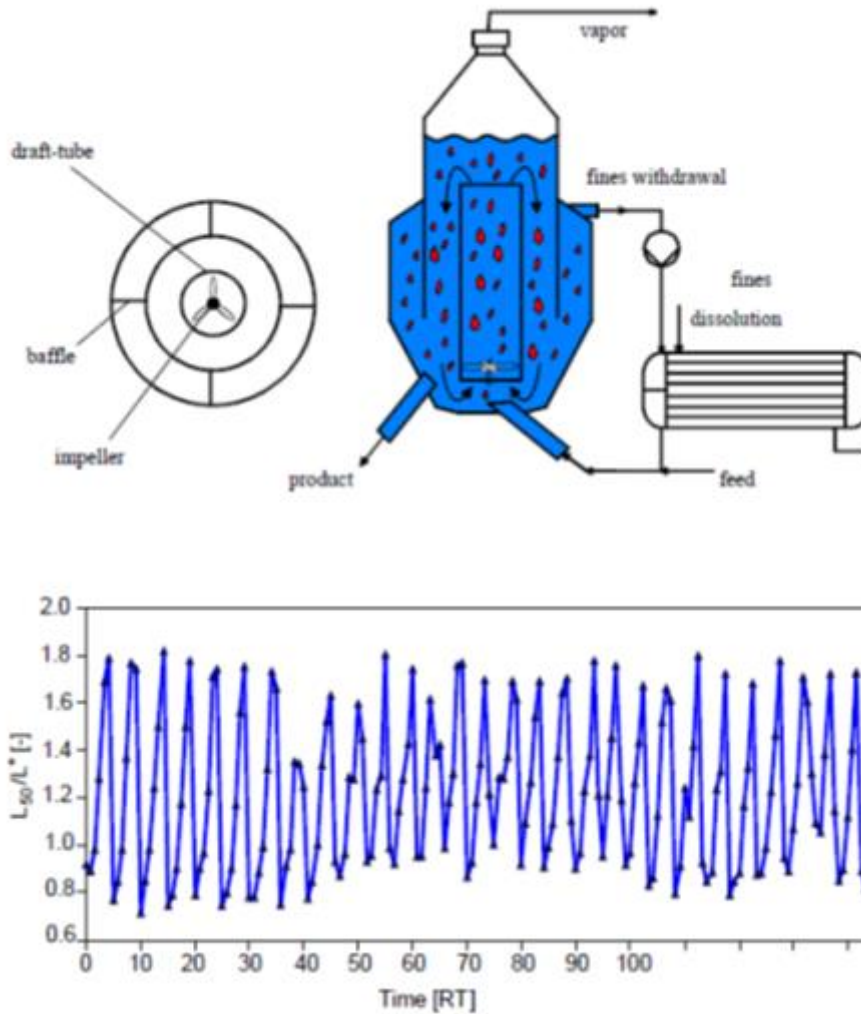 vapor
draft-tube
fines withdrawal
fines
dissolution
baffle
impeller
product
feed
2.0
1.8
1.6
1.4
1.2
1.0
0.8
0.6
L50/L* [-]
0 10 20 30 40 50 60 70 80 90 100
Time [RT]